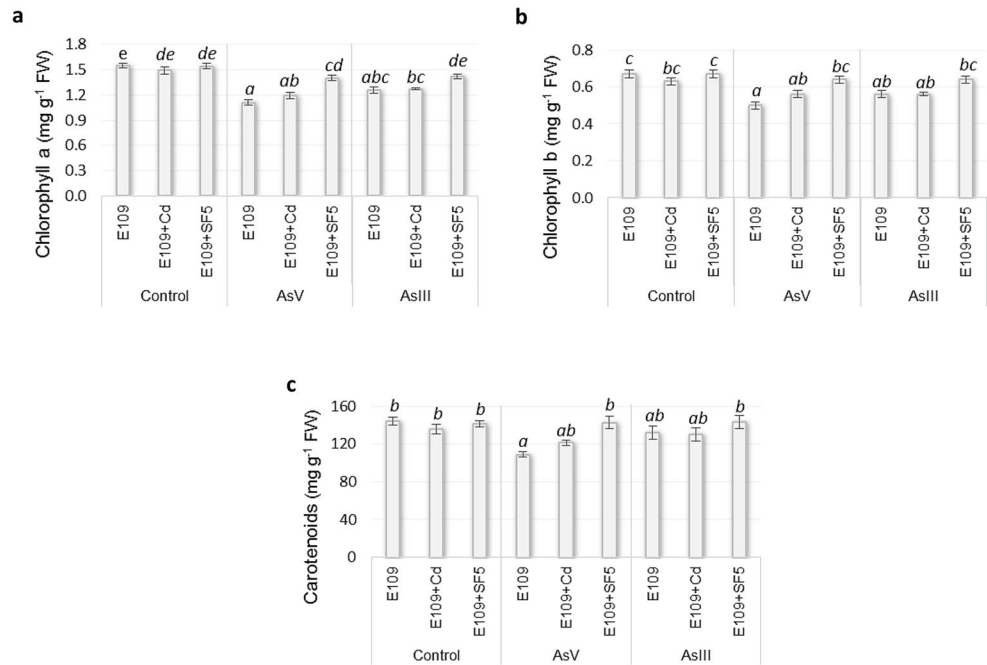 a
Chlorophyll a (mg g-1 FW)
1.8
1.5
1.2
0.9
0.6
0.3
0.0
e de de a ab cd abc bc de
E109 E109+Cd E109+SF5 E109 E109+Cd E109+SF5 E109 E109+Cd E109+SF5
Control AsV AsIII
b
Chlorophyll b (mg g-1 FW)
0.8
0.6
0.4
0.2
0.0
c bc c a ab bc ab ab bc
E109 E109+Cd E109+SF5 E109 E109+Cd E109+SF5 E109 E109+Cd E109+SF5
Control AsV AsIII
c
Carotenoids (mg g-1 FW)
160
120
80
40
0
b b b a ab b ab ab b
E109 E109+Cd E109+SF5 E109 E109+Cd E109+SF5 E109 E109+Cd E109+SF5
Control AsV AsIII